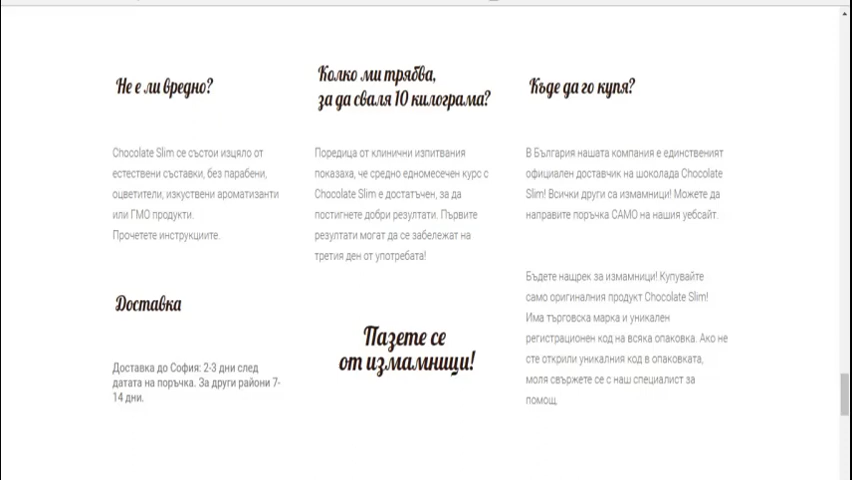 Не е ли вредно?
Chocolate Slim се състои изцяло от
естествени съставки, без парабени,
оцветители, изкуствени ароматизанти
или ГМО продукти.
Прочетете инструкциите.
Доставка
Доставка до София: 2-3 дни след
датата на поръчка. За други райони 7-
14 дни.
Колко ми трябва,
за да сваля 10 килограма?
Поредица от клинични изпитвания
показаха, че средно едномесечен курс с
Chocolate Slim е достатъчен, за да
постигнете добри резултати. Първите
резултати могат да се забележат на
третия ден от употребата!
Пазете се
от измамници!
Къде да го купя?
В България нашата компания е единственият
официален доставчик на шоколада Chocolate
Slim! Всички други са измамници! Можете да
направите поръчка САМО на нашия уебсайт.
Бъдете нащрек за измамници! Купувайте
само оригиналния продукт Chocolate Slim!
Има търговска марка и уникален
регистрационен код на всяка опаковка. Ако не
сте открили уникалния код в опаковката,
моля свържете се с наш специалист за
помощ.